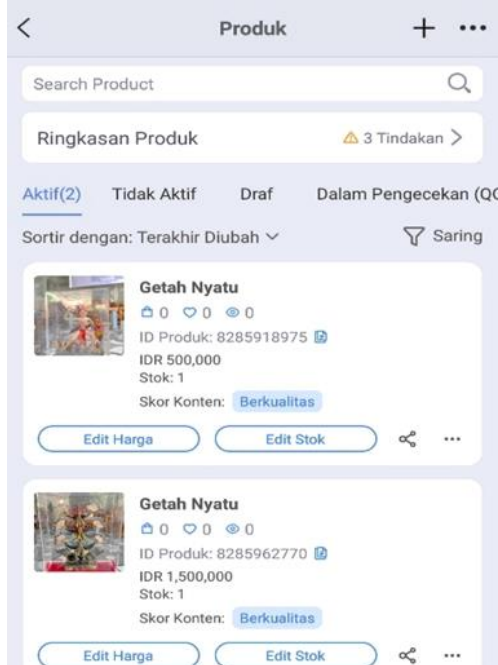 Produk
Search Product
Ringkasan Produk 3 Tindakan
Aktif(2) Tidak Aktif Draf Dalam Pengecekan (QC
Sortir dengan: Terakhir Diubah Saring
Getah Nyatu
0 0 0
ID Produk: 8285918975
IDR 500,000
Stok: 1
Skor Konten: Berkualitas
Edit Harga Edit Stok
Getah Nyatu
0 0 0
ID Produk: 8285962770
IDR 1,500,000
Stok: 1
Skor Konten: Berkualitas
Edit Harga Edit Stok